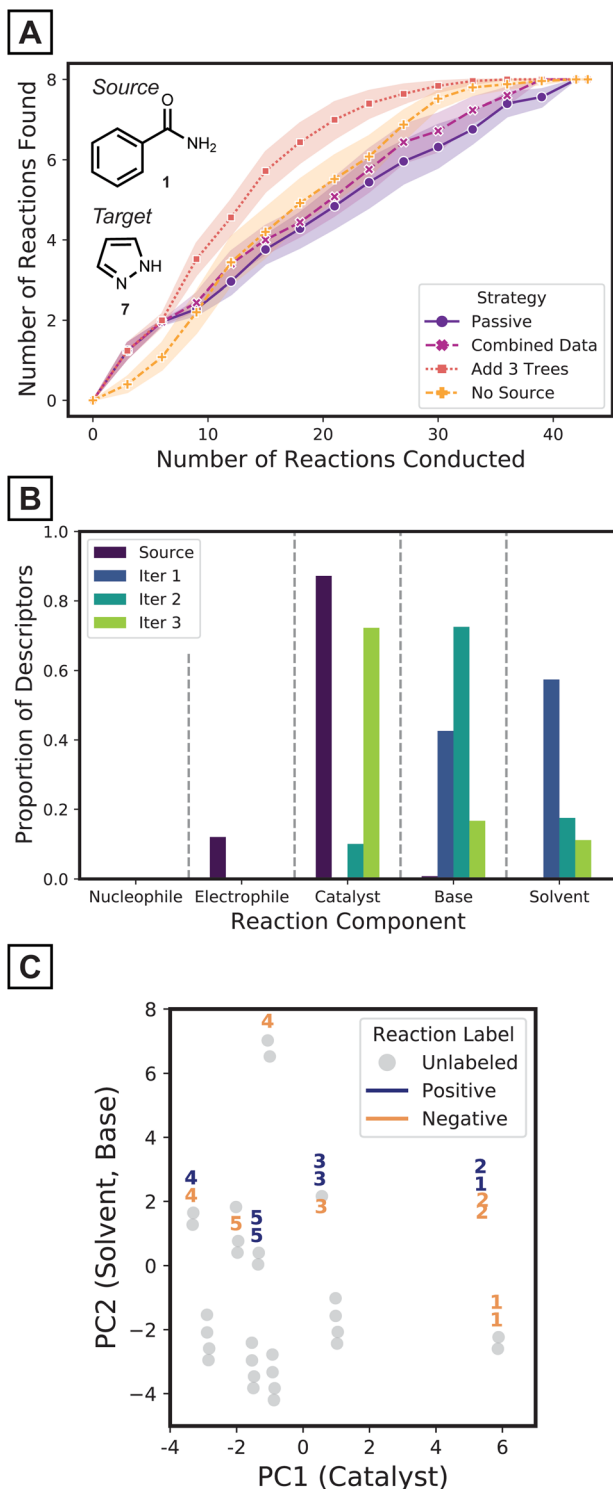 A
Source
O
NH₂
1
Target
NH
N
7
Number of Reactions Found
8
6
4
2
0
Strategy
Passive
Combined Data
Add 3 Trees
No Source
0 10 20 30 40
Number of Reactions Conducted
B
Proportion of Descriptors
1.0
0.8
0.6
0.4
0.2
0.0
Source
Iter 1
Iter 2
Iter 3
Nucleophile Electrophile Catalyst Base Solvent
Reaction Component
C
PC2 (Solvent, Base)
8
6
4
2
0
-2
-4
Reaction Label
Unlabeled
Positive
Negative
4
4
4
5
5
5
3
3
3
2
1
2
2
1
1
-4 -2 0 2 4 6
PC1 (Catalyst)